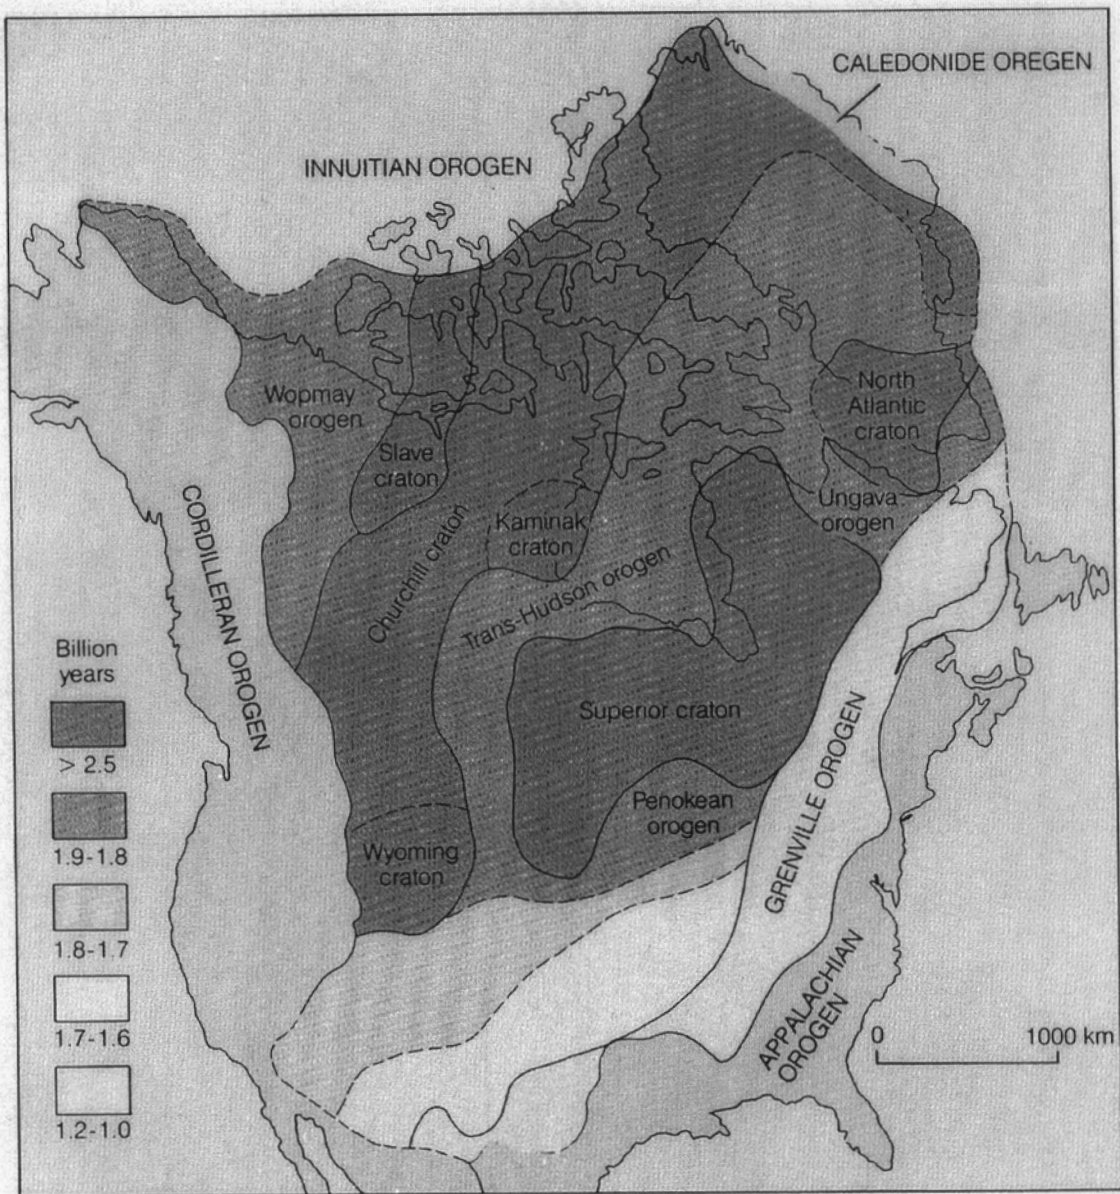 CALEDONIDE OREGEN
INNUITIAN OROGEN
Wopmay
orogen
Slave
craton
North
Atlantic
craton
Kaminak
craton
Ungava
orogen
CORDILLERAN OROGEN
Churchill craton
Trans-Hudson orogen
Superior craton
Penokean
orogen
Wyoming
craton
GRENVILLE OROGEN
APPALACHIAN
OROGEN
Billion
years
> 2.5
1.9-1.8
1.8-1.7
1.7-1.6
1.2-1.0
0 1000 km